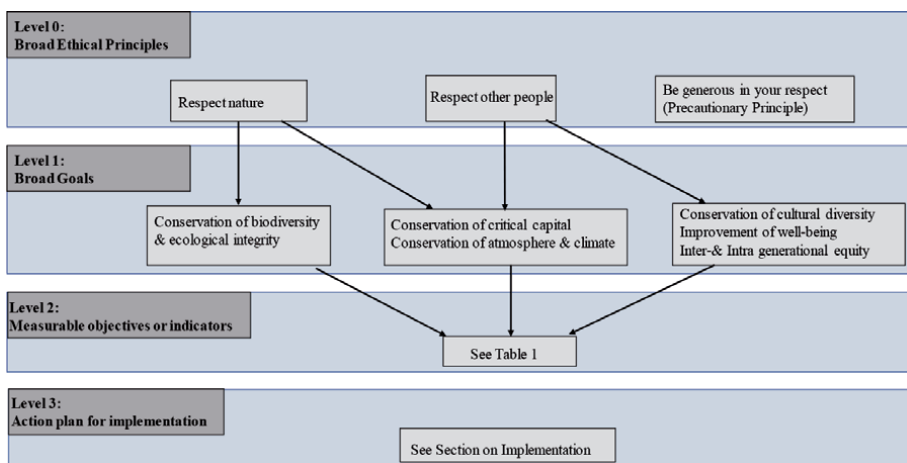 Level 0:
Broad Ethical Principles
Respect nature
Respect other people
Be generous in your respect
(Precautionary Principle)
Level 1:
Broad Goals
Conservation of biodiversity
& ecological integrity
Conservation of critical capital
Conservation of atmosphere & climate
Conservation of cultural diversity
Improvement of well-being
Inter-& Intra generational equity
Level 2:
Measurable objectives or indicators
See Table 1
Level 3:
Action plan for implementation
See Section on Implementation